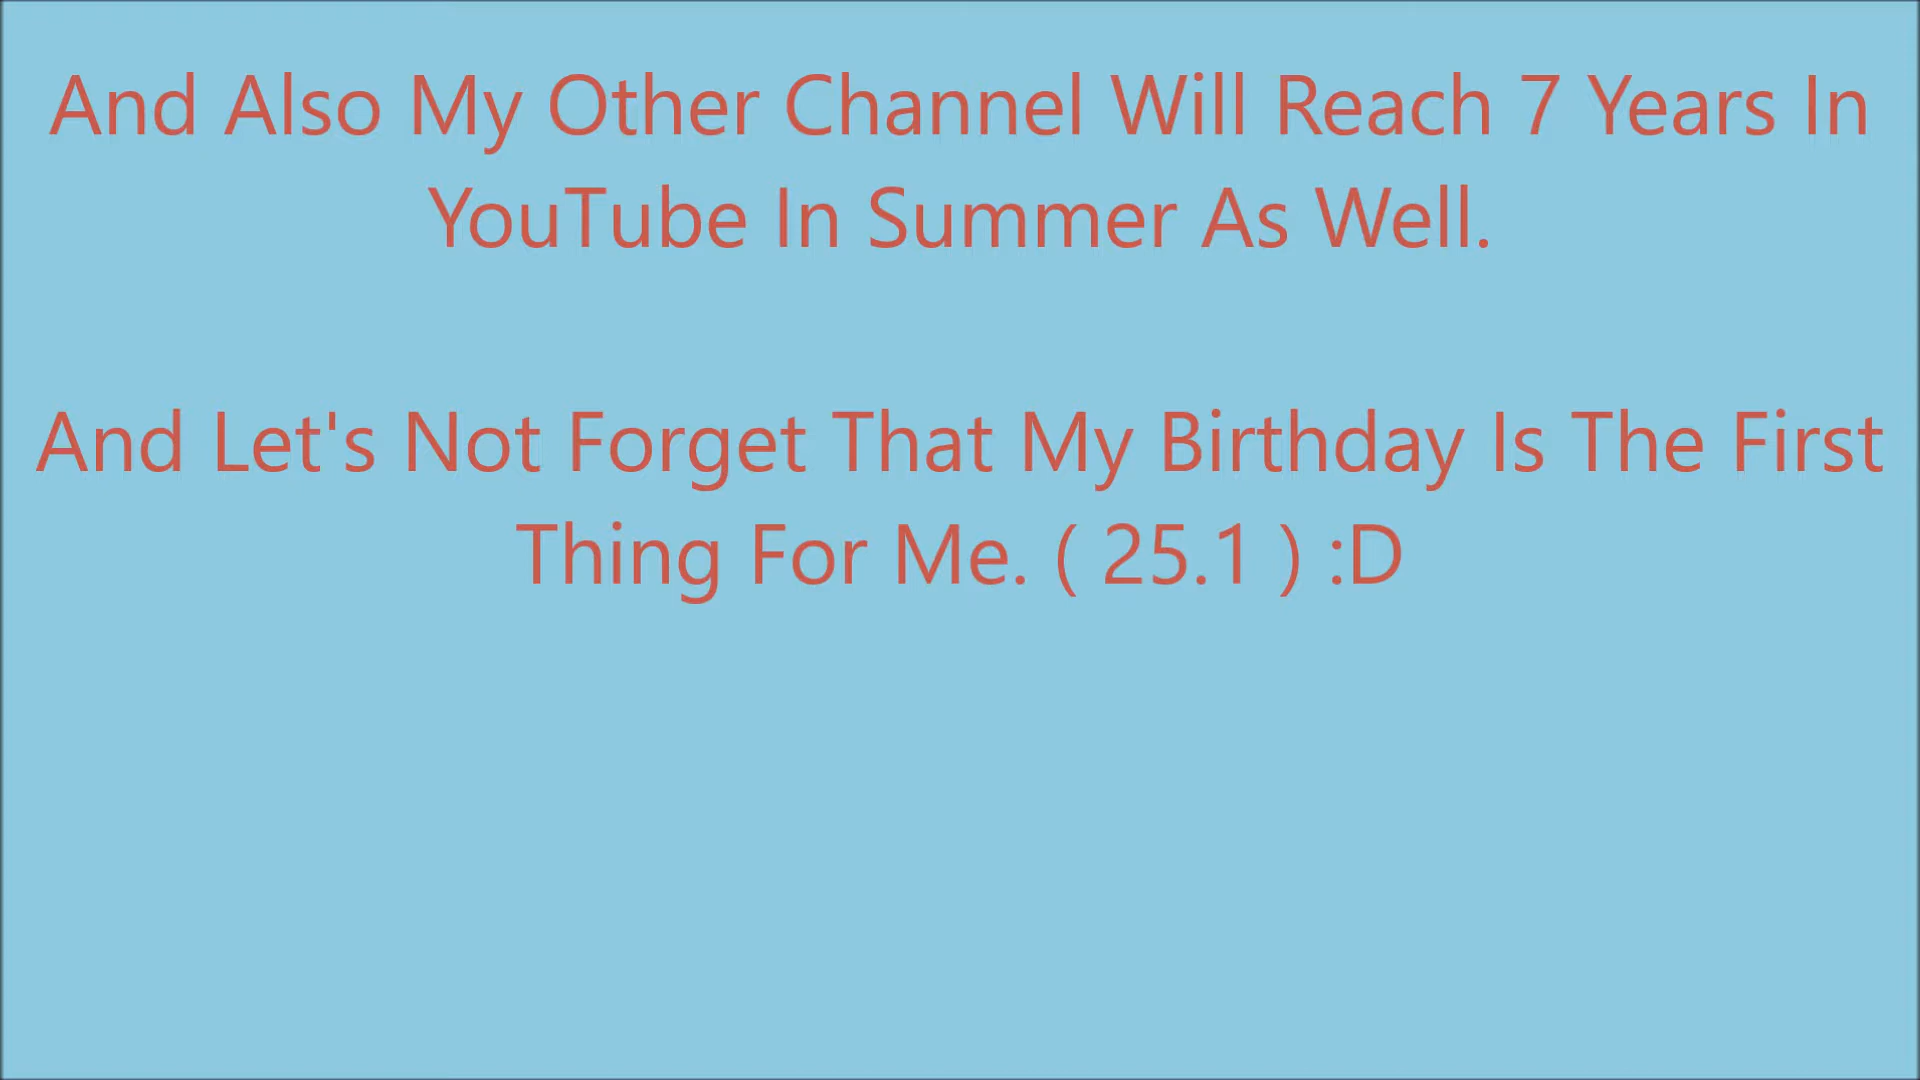 And Also My Other Channel Will Reach 7 Years In
YouTube In Summer As Well.
And Let's Not Forget That My Birthday Is The First
Thing For Me. ( 25.1 ) :D